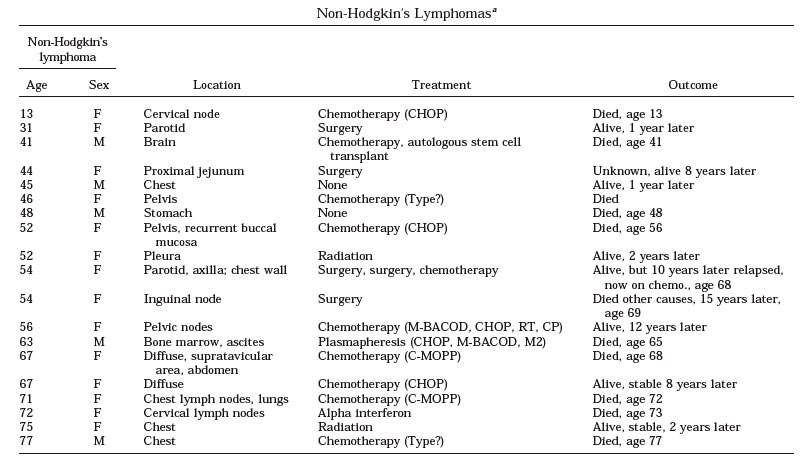 Non-Hodgkin's Lymphomasa
Non-Hodgkin's
lymphoma
Age Sex Location Treatment Outcome
13 F Cervical node Chemotherapy (CHOP) Died, age 13
31 F Parotid Surgery Alive, 1 year later
41 M Brain Chemotherapy, autologous stem cell Died, age 41
transplant
44 F Proximal jejunum Surgery Unknown, alive 8 years later
45 M Chest None Alive, 1 year later
46 F Pelvis Chemotherapy (Type?) Died
48 M Stomach None Died, age 48
52 F Pelvis, recurrent buccal Chemotherapy (CHOP) Died, age 56
mucosa
52 F Pleura Radiation Alive, 2 years later
54 F Parotid, axilla; chest wall Surgery, surgery, chemotherapy Alive, but 10 years later relapsed,
now on chemo., age 68
54 F Inguinal node Surgery Died other causes, 15 years later,
age 69
56 F Pelvic nodes Chemotherapy (M-BACOD, CHOP, RT, CP) Alive, 12 years later
63 M Bone marrow, ascites Plasmapheresis (CHOP, M-BACOD, M2) Died, age 65
67 F Diffuse, supratavicular Chemotherapy (C-MOPP) Died, age 68
area, abdomen
67 F Diffuse Chemotherapy (CHOP) Alive, stable 8 years later
71 F Chest lymph nodes, lungs Chemotherapy (C-MOPP) Died, age 72
72 F Cervical lymph nodes Alpha interferon Died, age 73
75 F Chest Radiation Alive, stable, 2 years later
77 M Chest Chemotherapy (Type?) Died, age 77